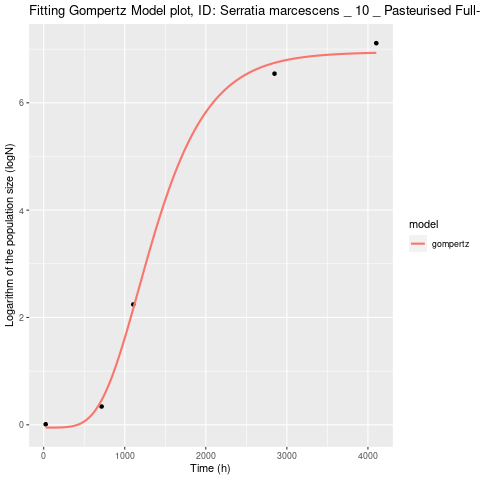 Fitting Gompertz Model plot, ID: Serratia marcescens _ 10 _ Pasteurised Full-
Logarithm of the population size (logN)
6
4
2
0
0 1000 2000 3000 4000
Time (h)
model
gompertz